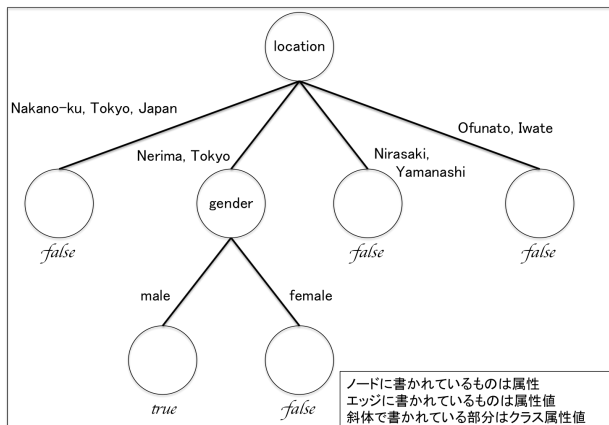 location
Nakano-ku, Tokyo, Japan
Nerima, Tokyo
Nirasaki,
Yamanashi
Ofunato, Iwate
false
gender
false
false
male
female
true
false
ノードに書かれているものは属性
エッジに書かれているものは属性値
斜体で書かれている部分はクラス属性値